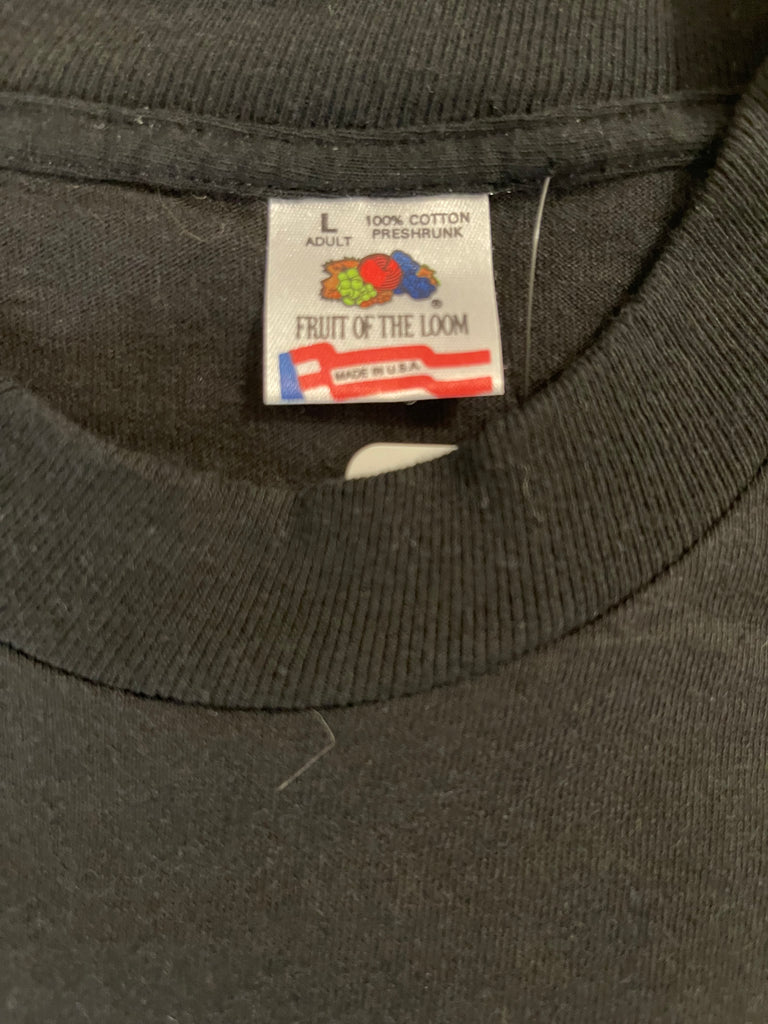 L 100% COTTON
ADULT PRESHRUNK
®
FRUIT OF THE LOOM
MADE IN U.S.A.